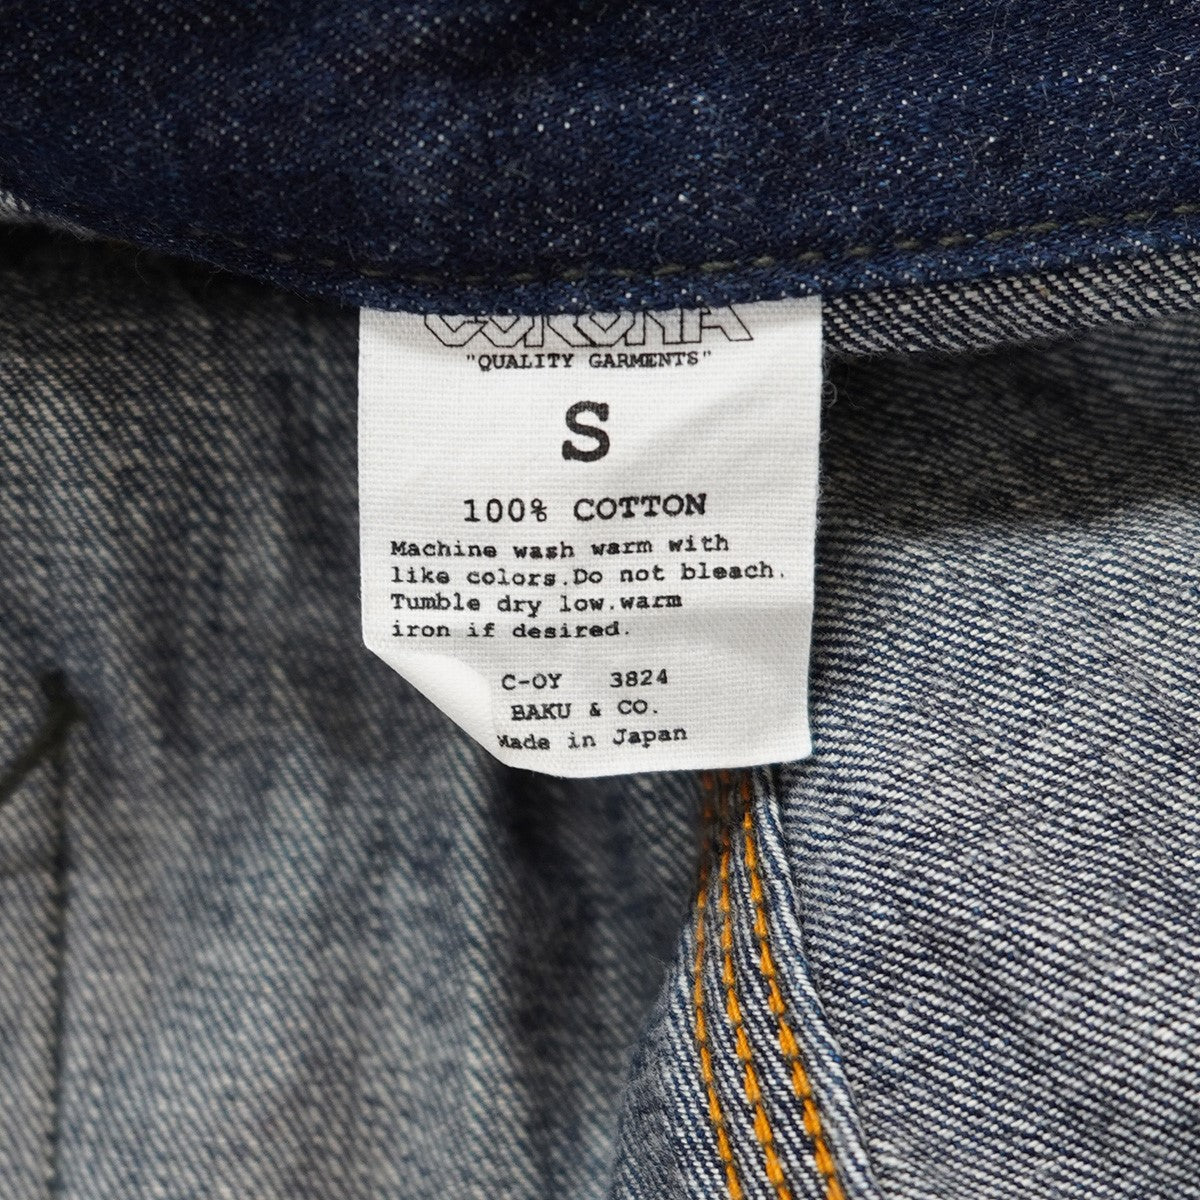 CORONA
"QUALITY GARMENTS"
S
100% COTTON
Machine wash warm with
like colors.Do not bleach.
Tumble dry low.warm
iron if desired.
C-OY 3824
BAKU & CO.
Made in Japan